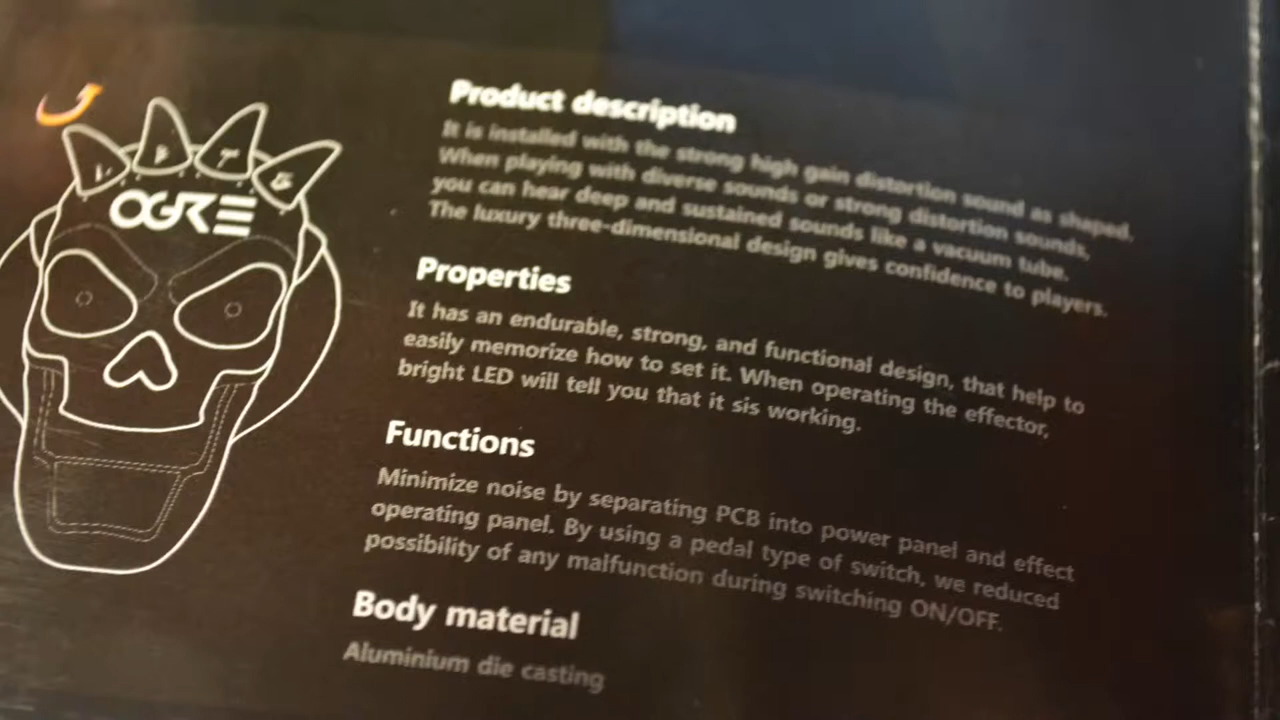 OGRE
V
D
T
G
Product description
It is installed with the strong high gain distortion sound as shaped.
When playing with diverse sounds or strong distortion sounds,
you can hear deep and sustained sounds like a vacuum tube.
The luxury three-dimensional design gives confidence to players.
Properties
It has an endurable, strong, and functional design, that help to
easily memorize how to set it. When operating the effector,
bright LED will tell you that it sis working.
Functions
Minimize noise by separating PCB into power panel and effect
operating panel. By using a pedal type of switch, we reduced
possibility of any malfunction during switching ON/OFF.
Body material
Aluminium die casting